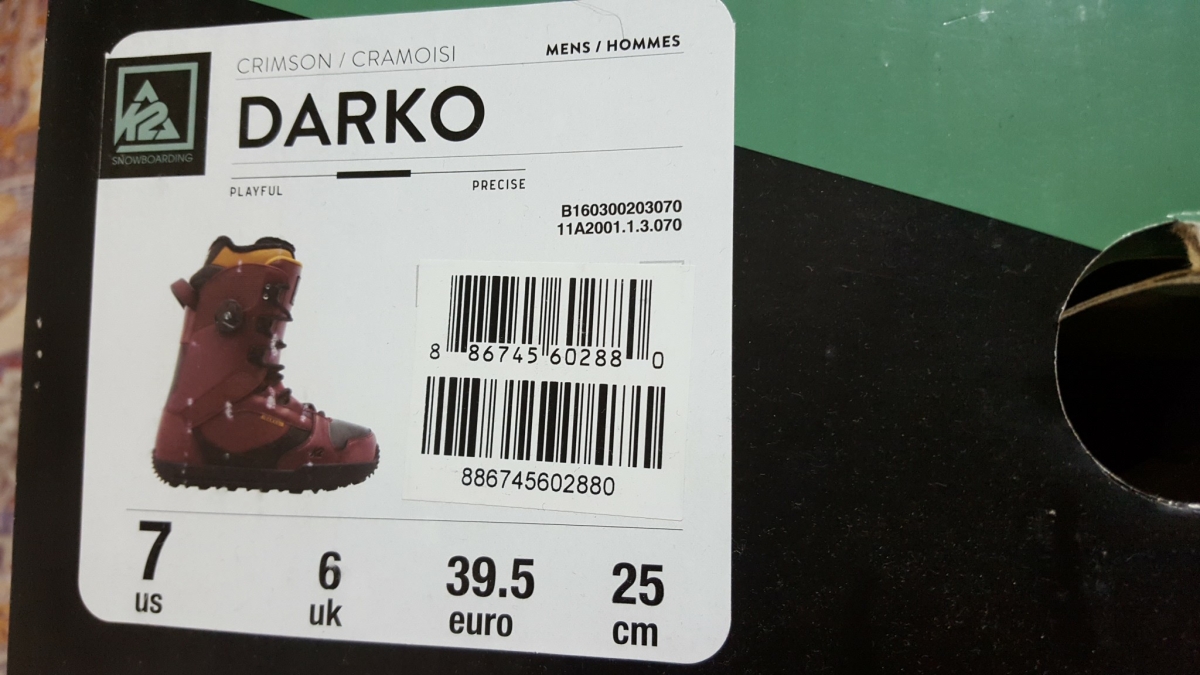 CRIMSON / CRAMOISI
MENS / HOMMES
K2
SNOWBOARDING
DARKO
PLAYFUL
PRECISE
B160300203070
11A2001.1.3.070
8 86745 60288 0
886745602880
7
us
6
uk
39.5
euro
25
cm